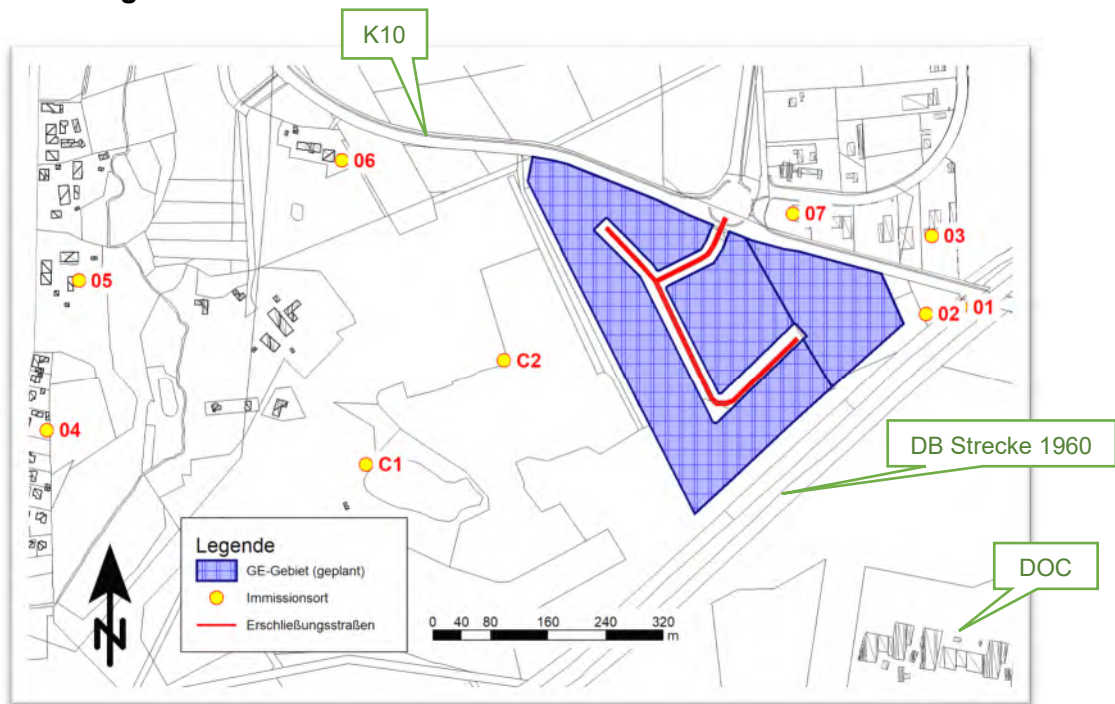 K10
06
07
03
05
02
01
C2
04
DB Strecke 1960
C1
Legende
GE-Gebiet (geplant)
Immissionsort
Erschließungsstraßen
DOC
0 40 80 160 240 320
m
N